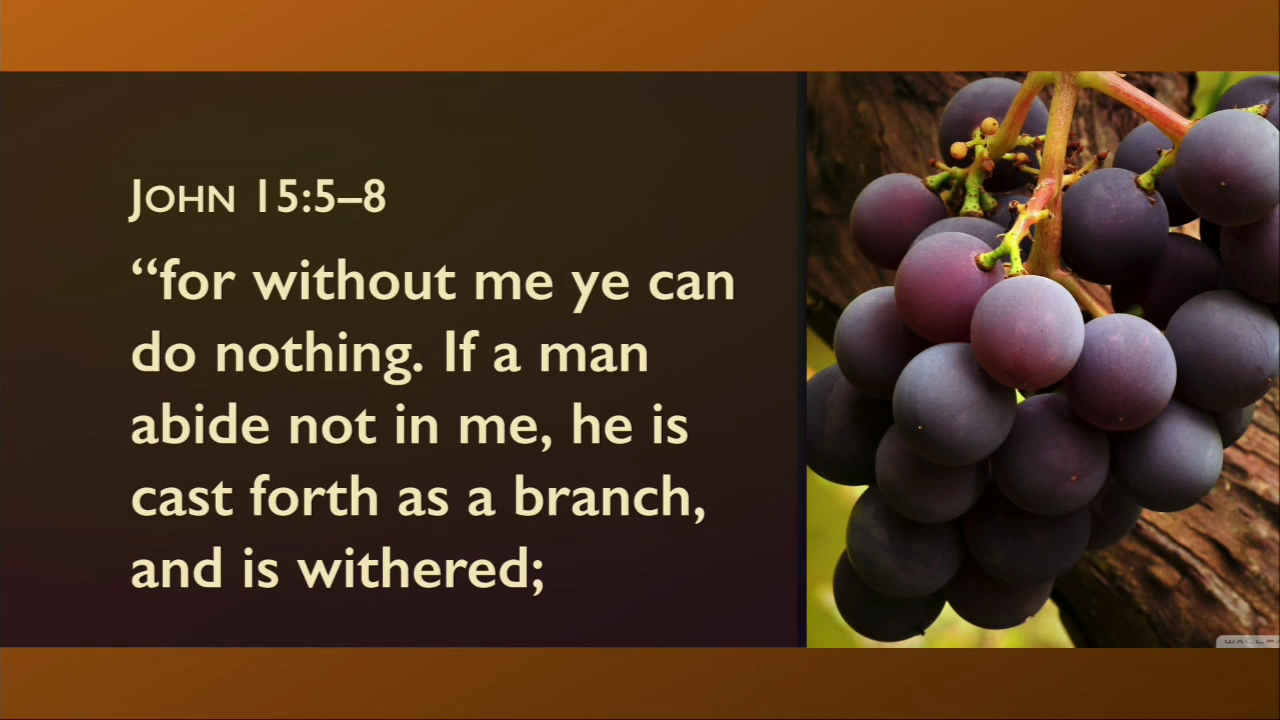 JOHN 15:5–8
“for without me ye can
do nothing. If a man
abide not in me, he is
cast forth as a branch,
and is withered;